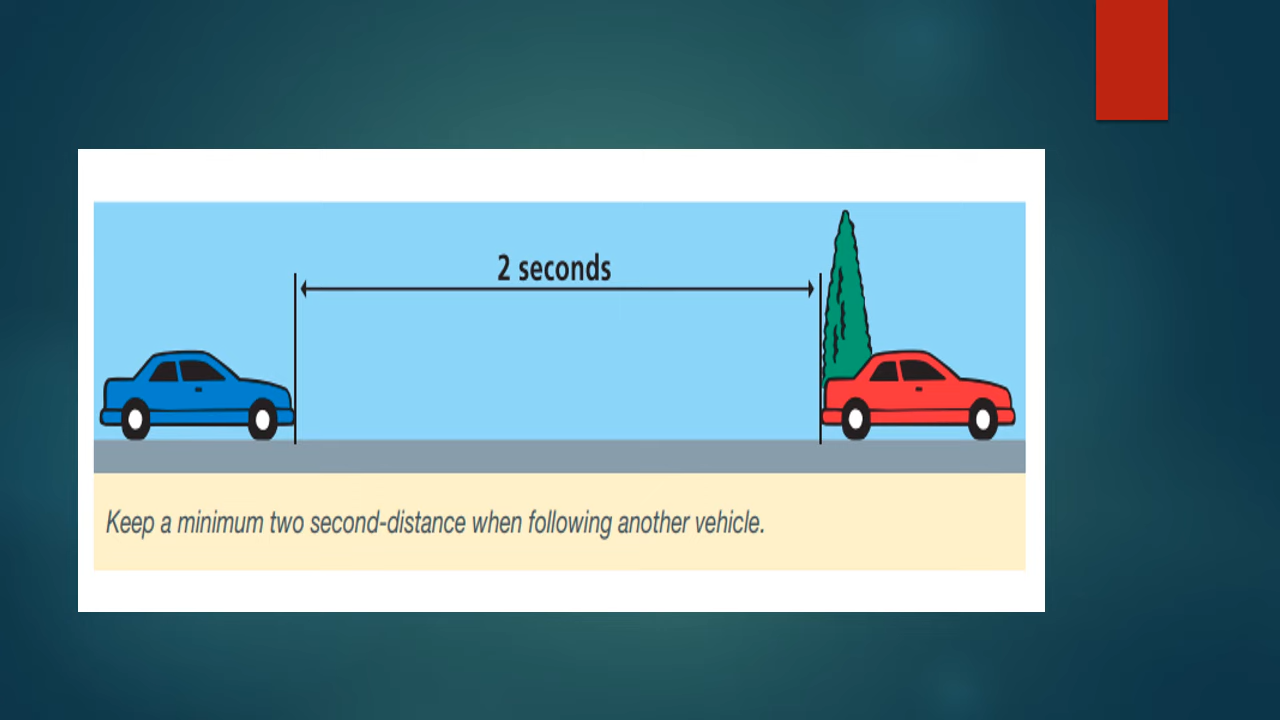 2 seconds
Keep a minimum two second-distance when following another vehicle.